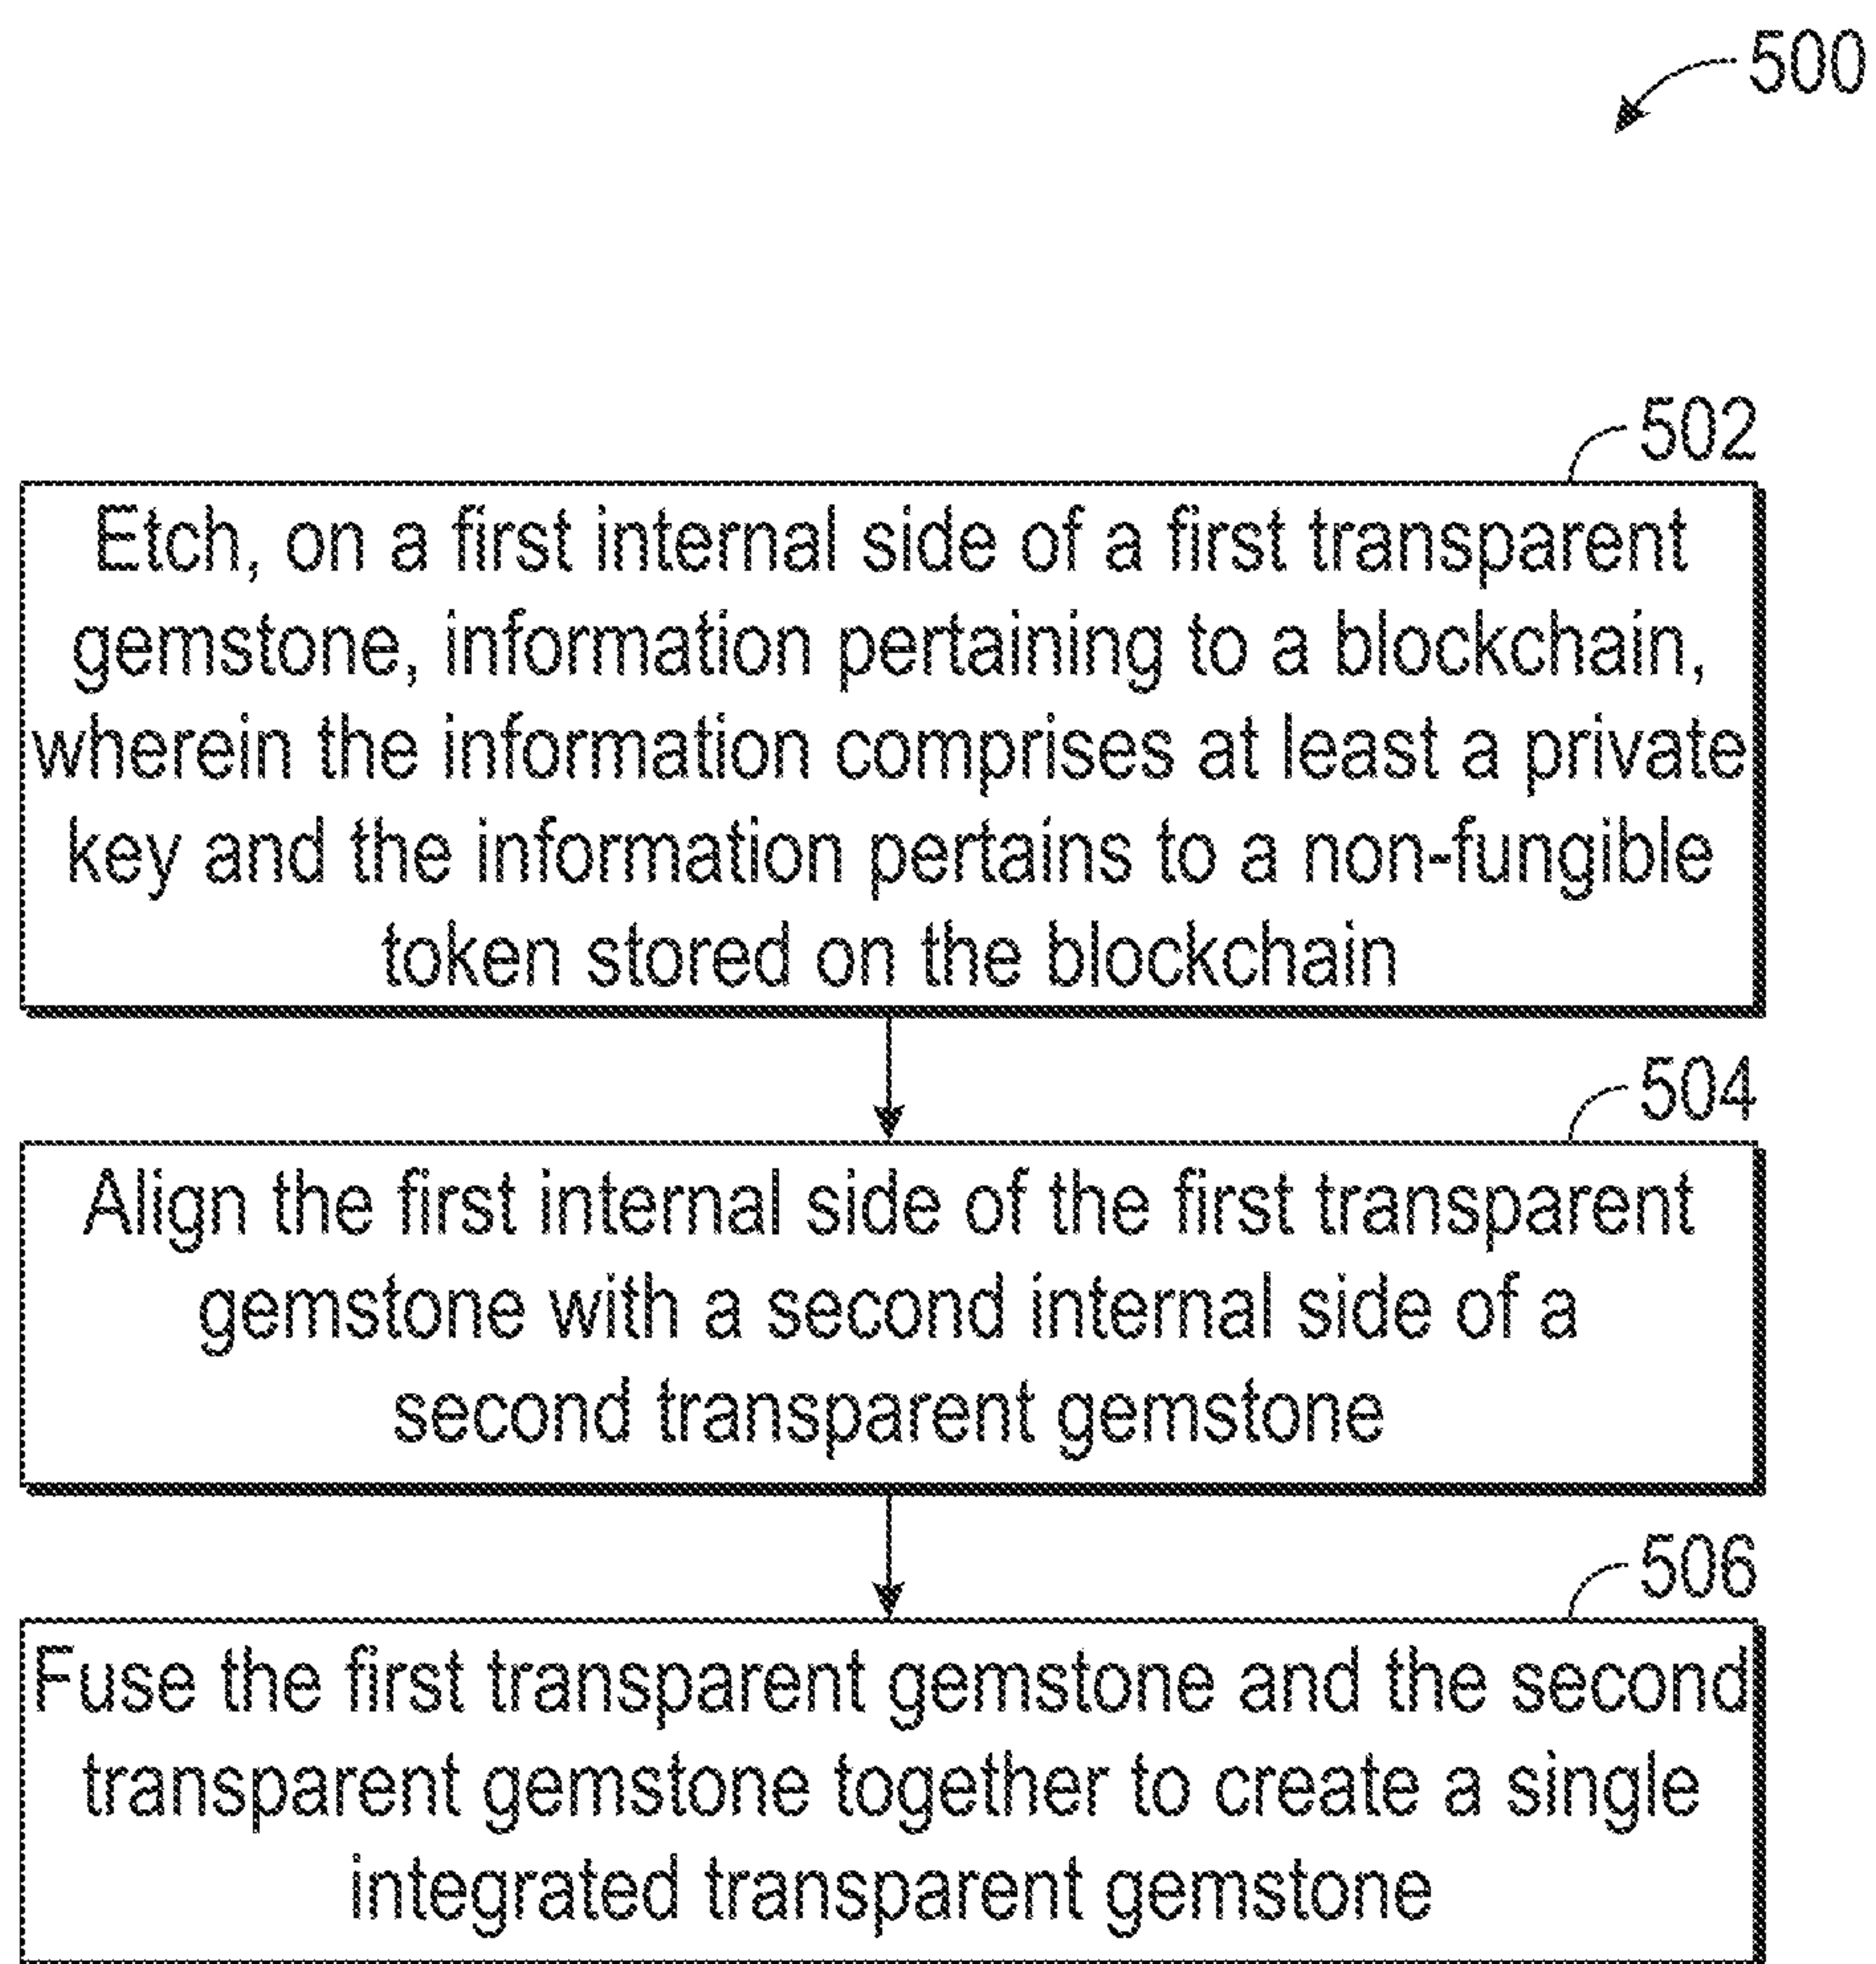 500
502
Etch, on a first internal side of a first transparent
gemstone, information pertaining to a blockchain,
wherein the information comprises at least a private
key and the information pertains to a non-fungible
token stored on the blockchain
504
Align the first internal side of the first transparent
gemstone with a second internal side of a
second transparent gemstone
506
Fuse the first transparent gemstone and the second
transparent gemstone together to create a single
integrated transparent gemstone